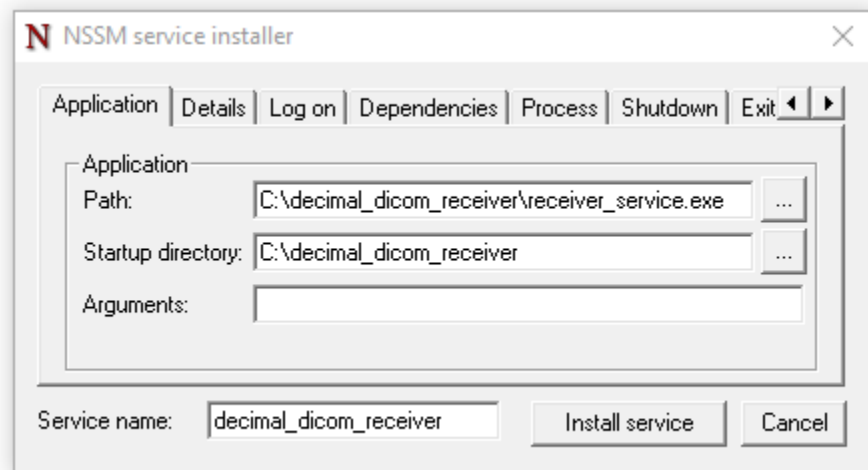 N NSSM service installer
Application Details Log on Dependencies Process Shutdown Exit
Application
Path: C:\decimal_dicom_receiver\receiver_service.exe ...
Startup directory: C:\decimal_dicom_receiver ...
Arguments:
Service name: decimal_dicom_receiver Install service Cancel